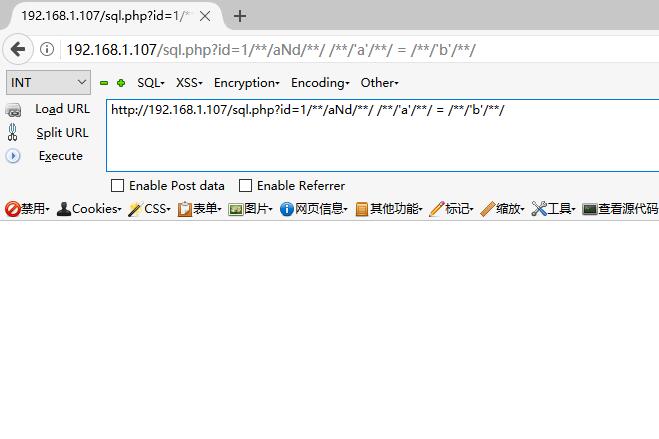 192.168.1.107/sql.php?id=1/**
192.168.1.107/sql.php?id=1/**/aNd/**/ /**/'a'/**/ = /**/'b'/**/
INT SQL XSS Encryption Encoding Other
Load URL
http://192.168.1.107/sql.php?id=1/**/aNd/**/ /**/'a'/**/ = /**/'b'/**/
Split URL
Execute
Enable Post data Enable Referrer
禁用 Cookies CSS 表单 图片 网页信息 其他功能 标记 缩放 工具 查看源代码